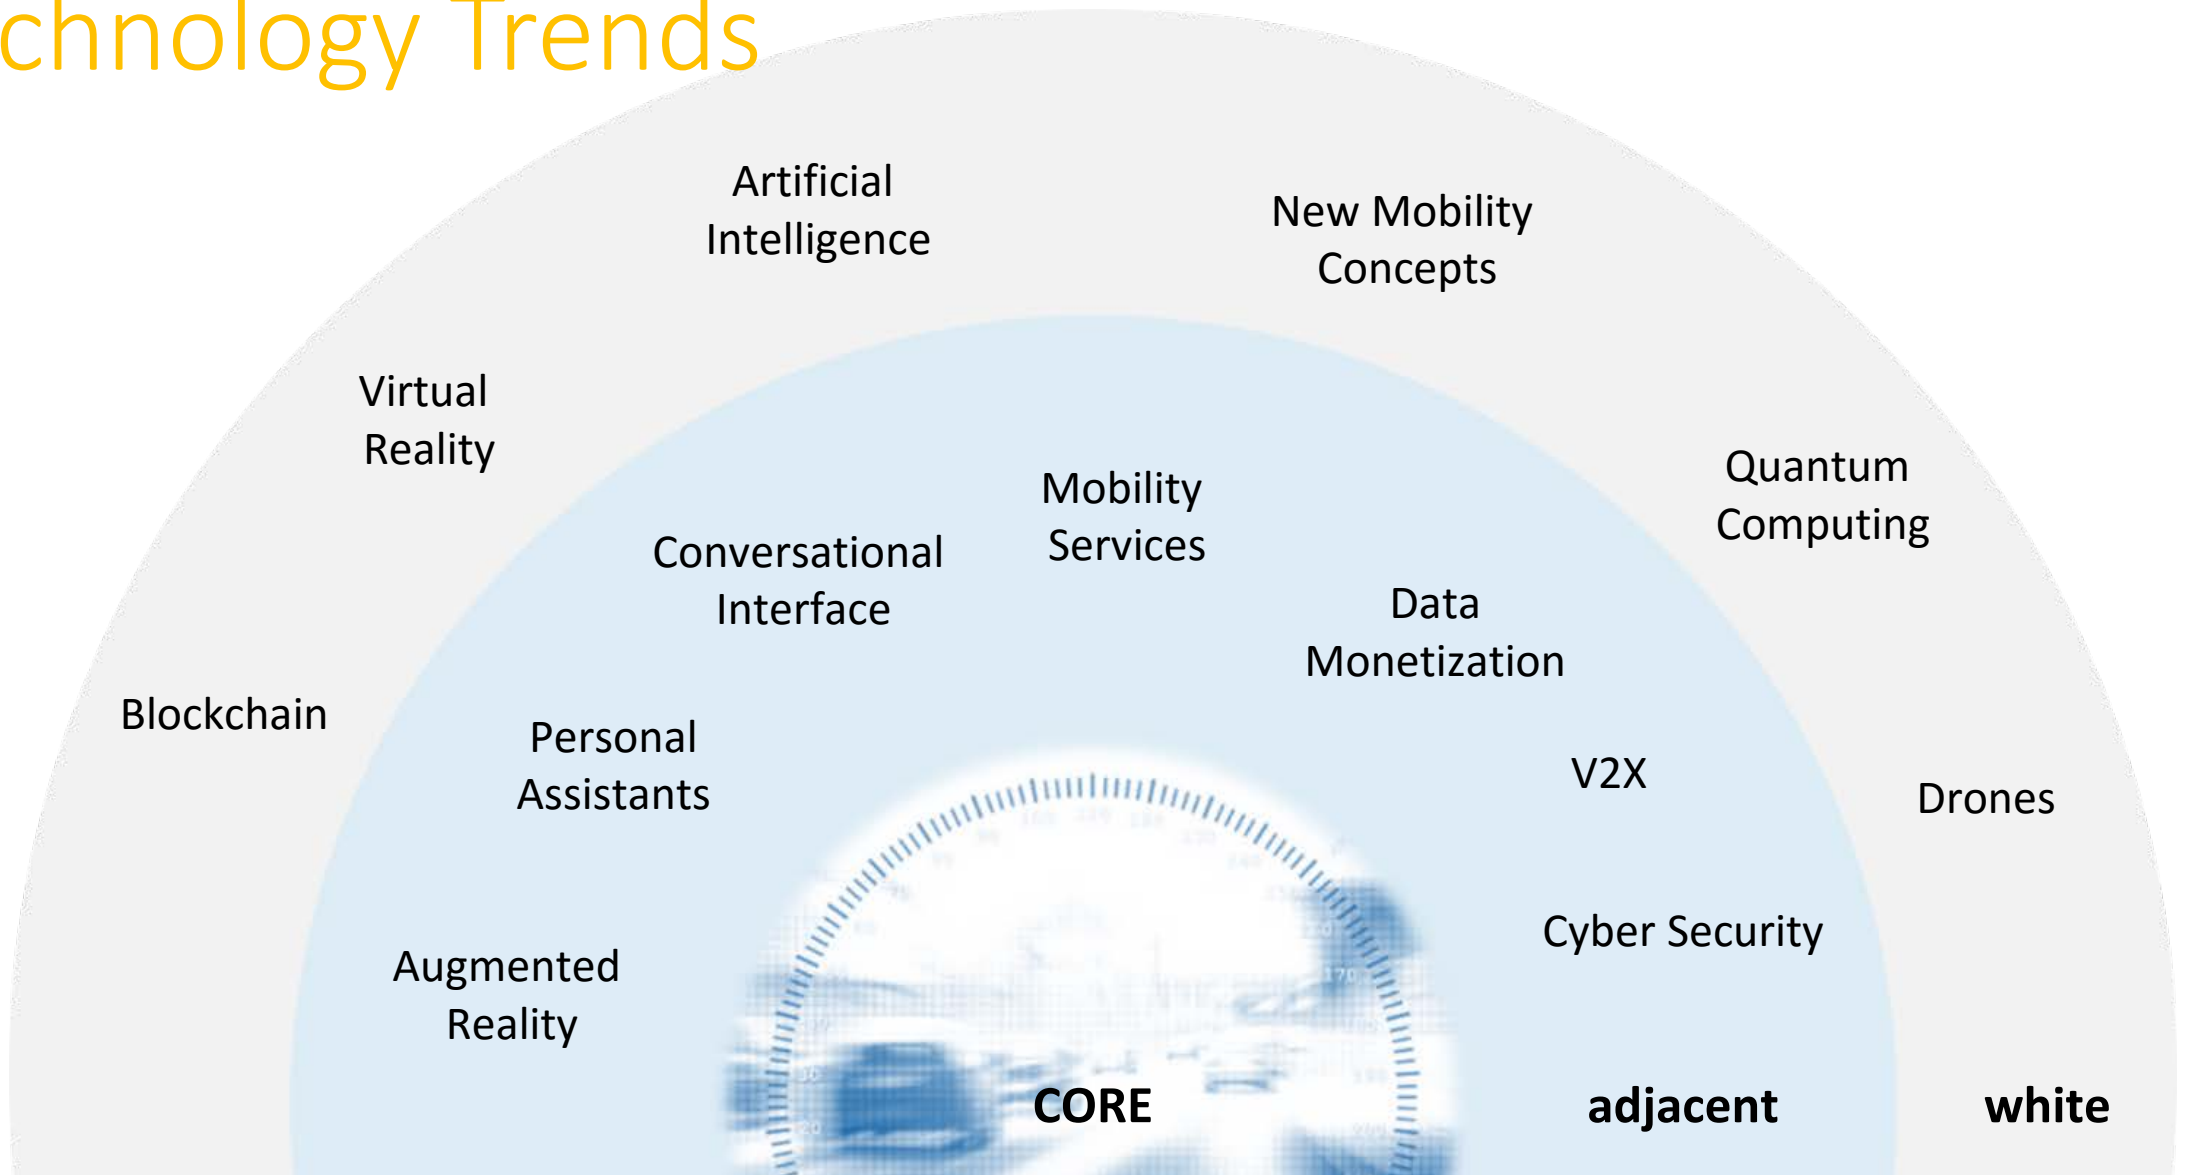 chnology Trends
Artificial
Intelligence
New Mobility
Concepts
Virtual
Reality
Quantum
Computing
Mobility
Services
Conversational
Interface
Data
Monetization
Blockchain
Personal
Assistants
V2X
Drones
Cyber Security
Augmented
Reality
170
CORE
adjacent
white